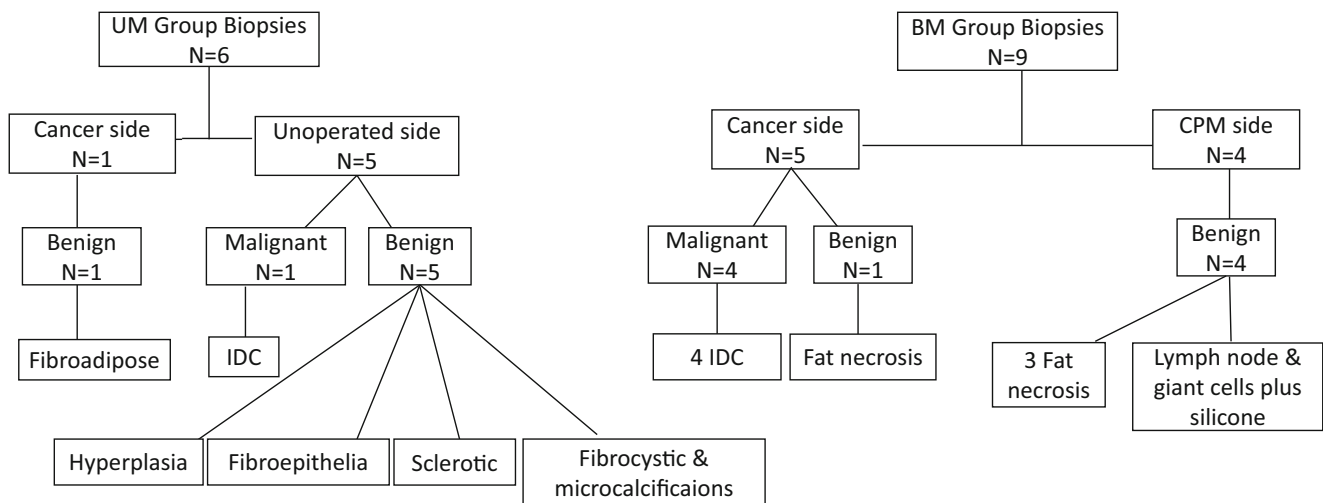 UM Group Biopsies
N=6
Cancer side
N=1
Unoperated side
N=5
Benign
N=1
Malignant
N=1
Benign
N=5
Fibroadipose
IDC
Hyperplasia
Fibroepithelia
Sclerotic
Fibrocystic &
microcalcificaions
BM Group Biopsies
N=9
Cancer side
N=5
CPM side
N=4
Malignant
N=4
Benign
N=1
Benign
N=4
4 IDC
Fat necrosis
3 Fat
necrosis
Lymph node &
giant cells plus
silicone